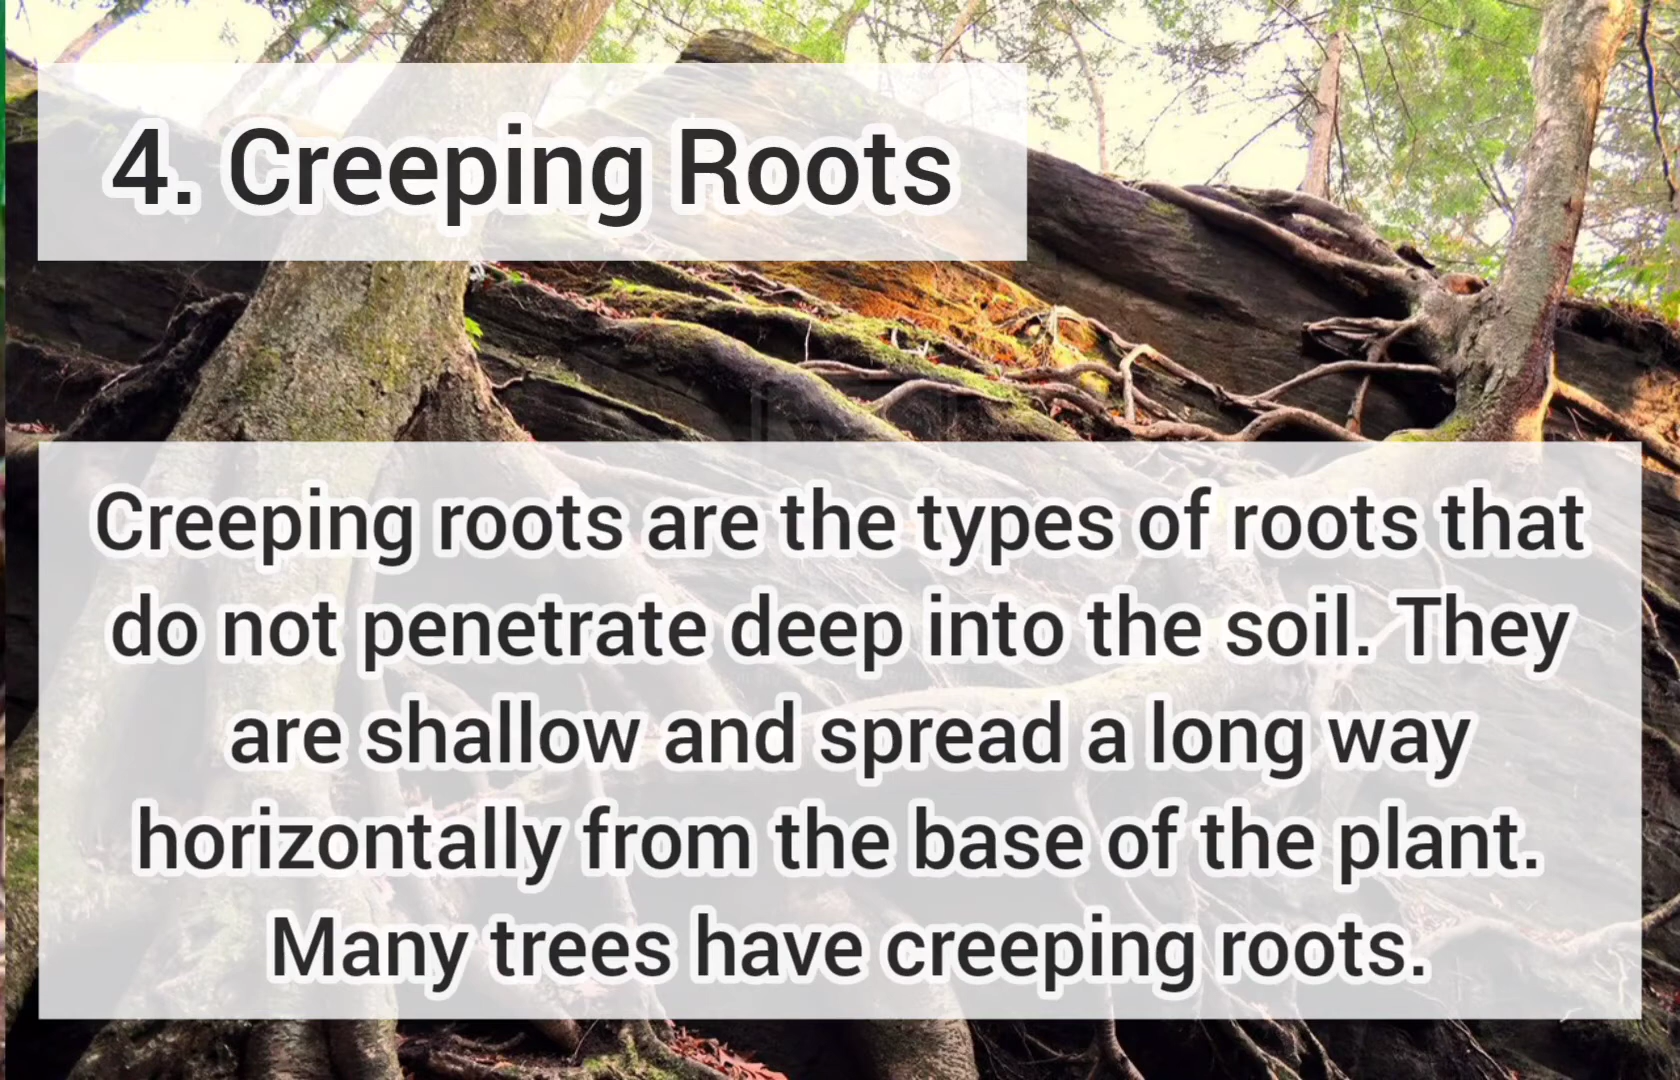 4. Creeping Roots
Creeping roots are the types of roots that
do not penetrate deep into the soil. They
are shallow and spread a long way
horizontally from the base of the plant.
Many trees have creeping roots.